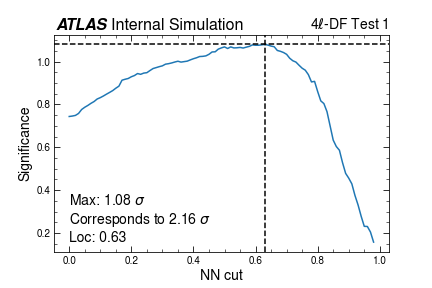 ATLAS Internal Simulation
4ℓ-DF Test 1
Significance
1.0
0.8
0.6
0.4
0.2
Max: 1.08 σ
Corresponds to 2.16 σ
Loc: 0.63
0.0 0.2 0.4 0.6 0.8 1.0
NN cut